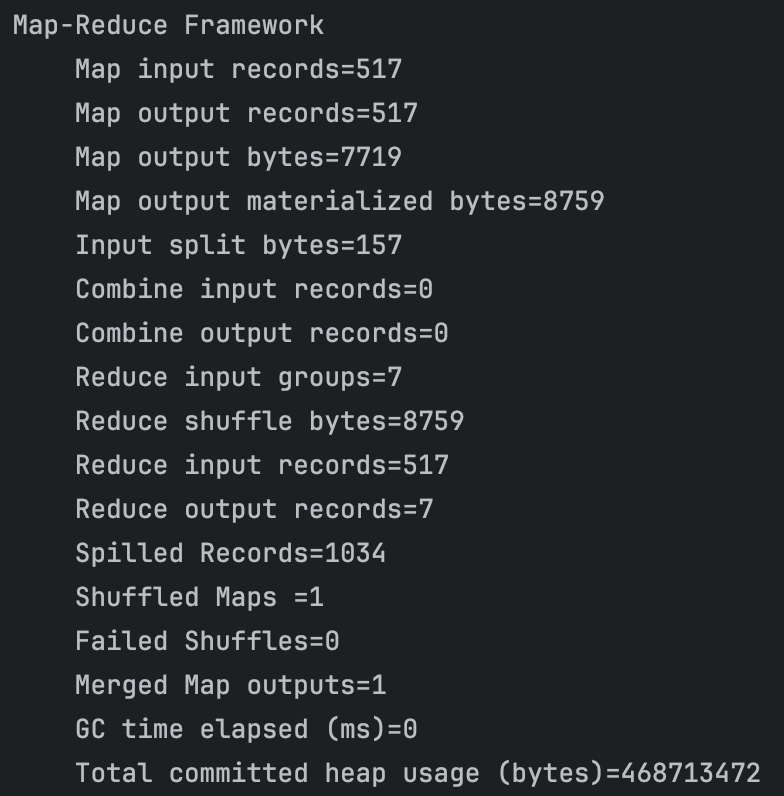 Map-Reduce Framework
Map input records=517
Map output records=517
Map output bytes=7719
Map output materialized bytes=8759
Input split bytes=157
Combine input records=0
Combine output records=0
Reduce input groups=7
Reduce shuffle bytes=8759
Reduce input records=517
Reduce output records=7
Spilled Records=1034
Shuffled Maps =1
Failed Shuffles=0
Merged Map outputs=1
GC time elapsed (ms)=0
Total committed heap usage (bytes)=468713472